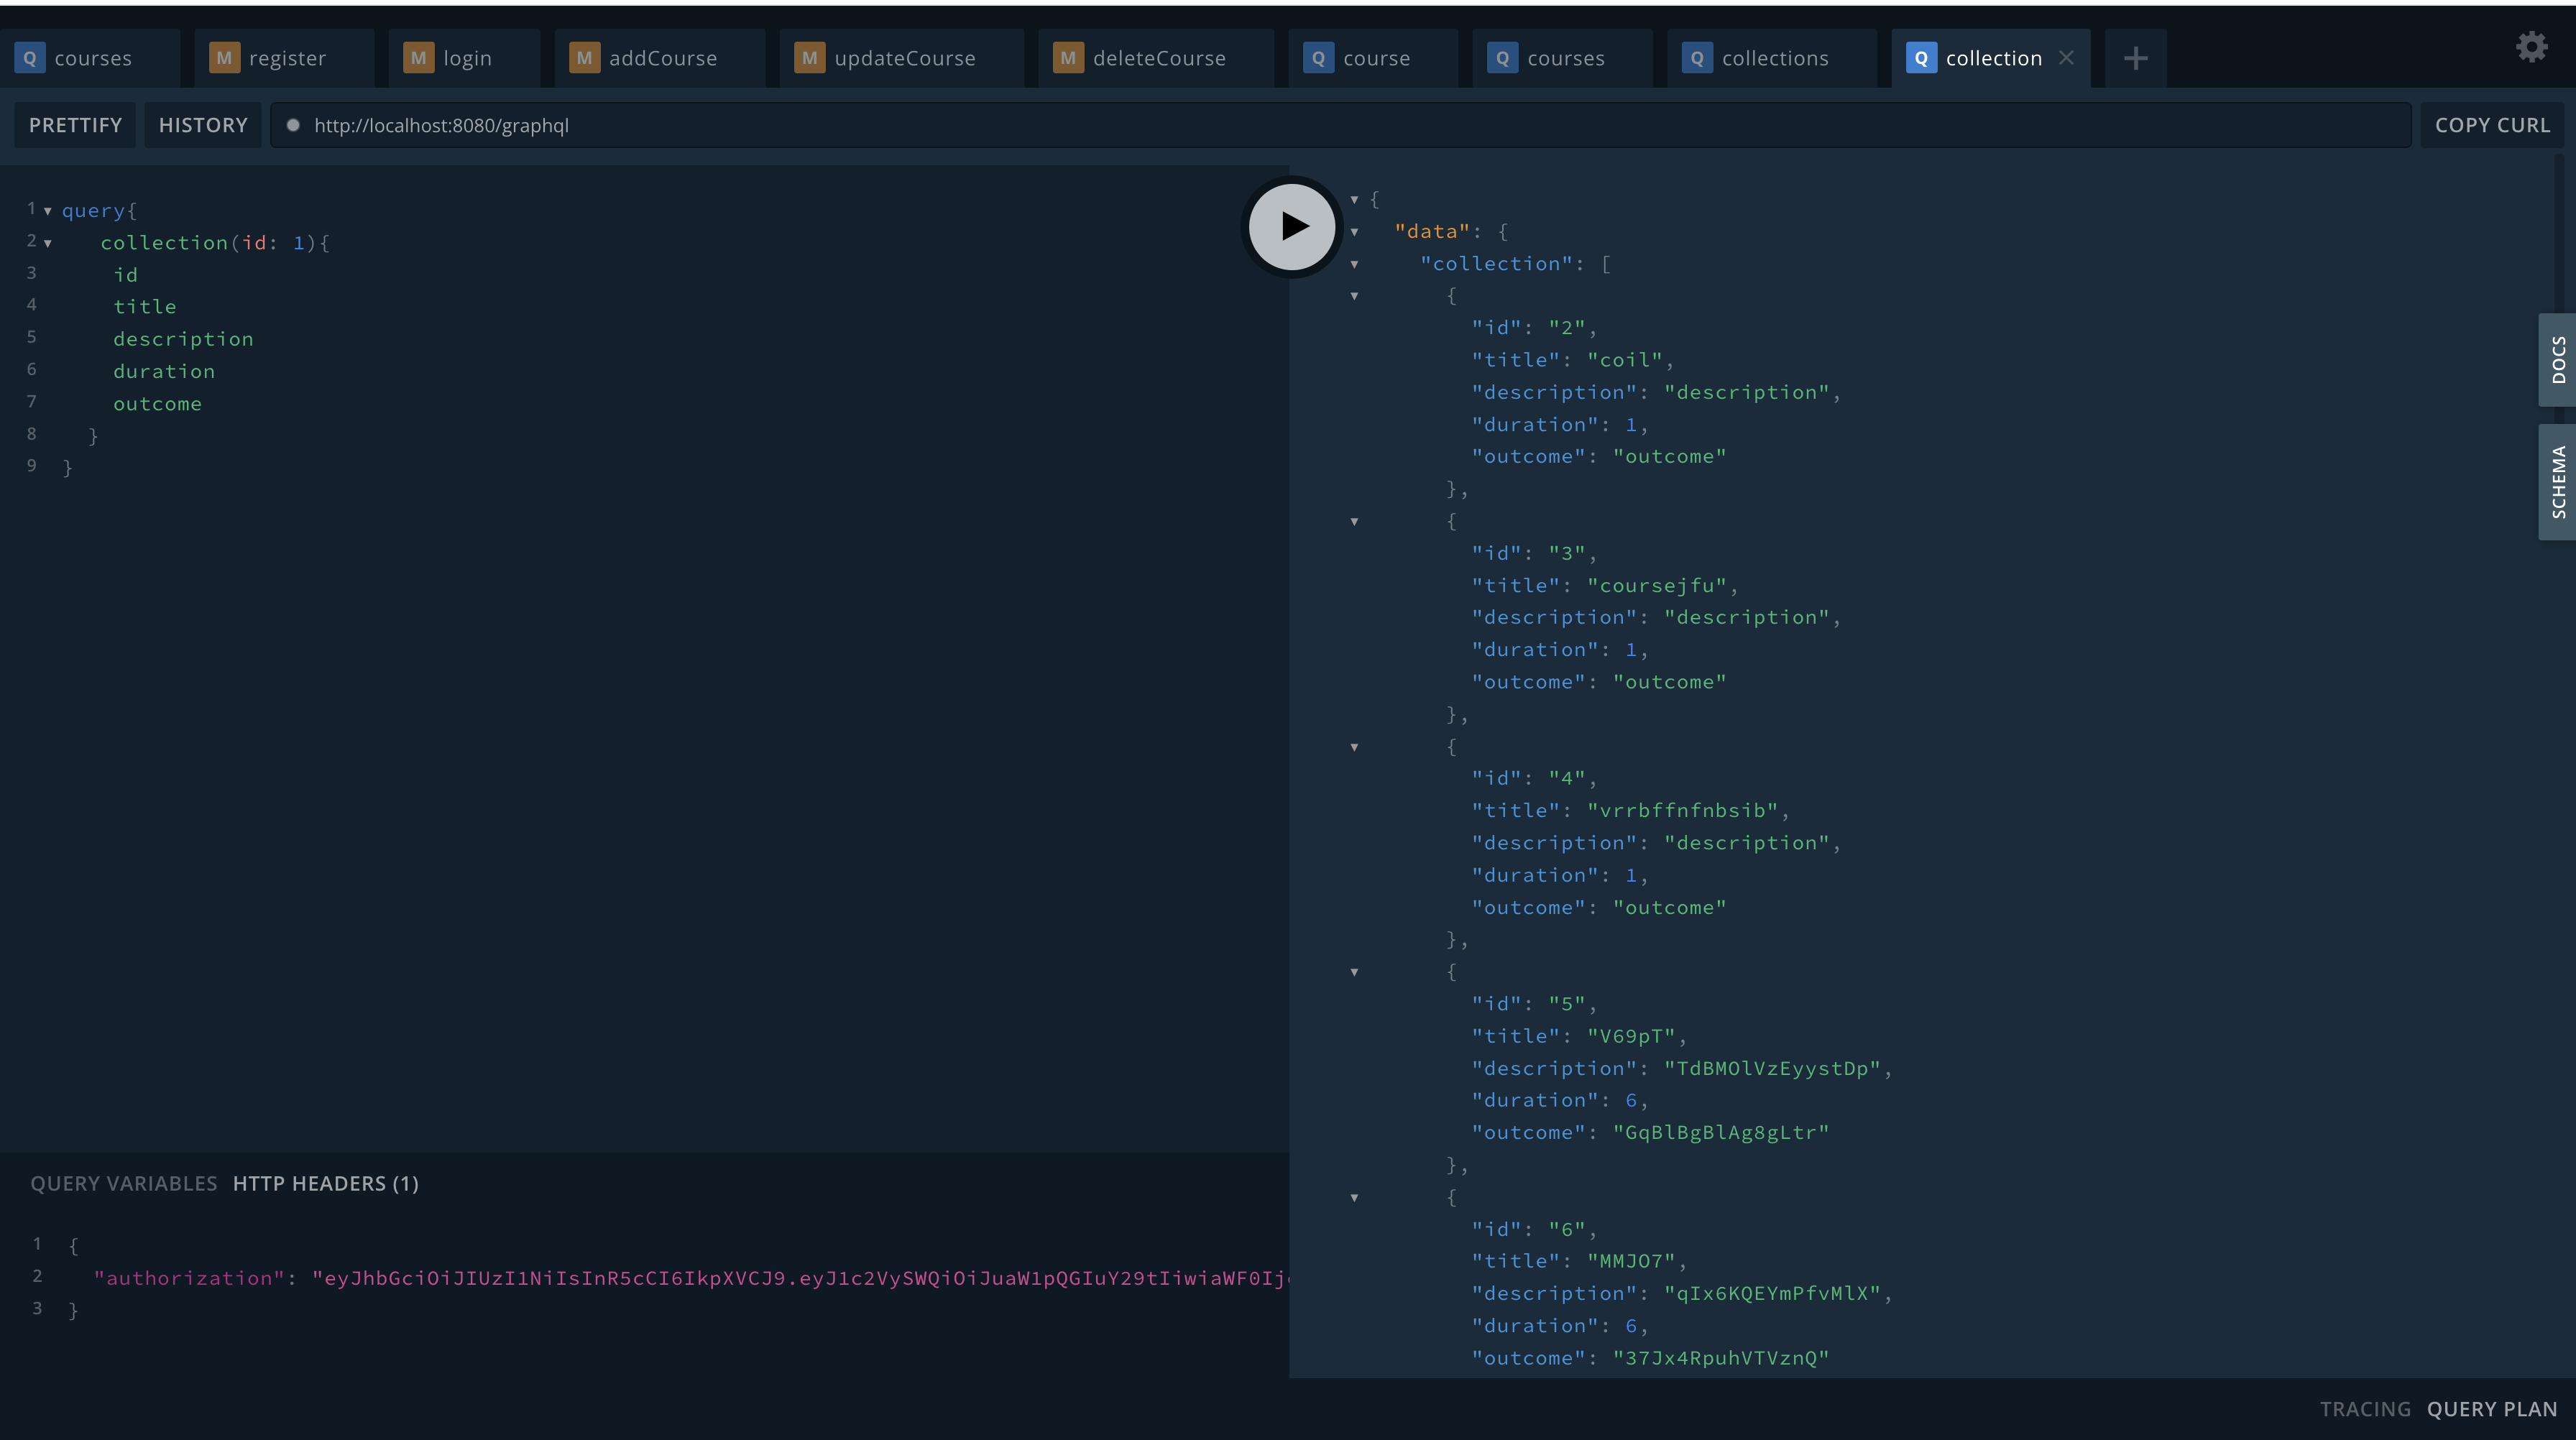 Q courses M register M login M addCourse M updateCourse M deleteCourse Q course Q courses Q collections Q collection
PRETTIFY HISTORY http://localhost:8080/graphql COPY CURL
1 query{
2 collection(id: 1){
3 id
4 title
5 description
6 duration
7 outcome
8 }
9 }
QUERY VARIABLES HTTP HEADERS (1)
1 {
2 "authorization": "eyJhbGciOiJIUzI1NiIsInR5cCI6IkpXVCJ9.eyJ1c2VySWQiOiJuaW1pQGIuY29tIiwiaWF0Ij
3 }
{
"data": {
"collection": [
{
"id": "2",
"title": "coil",
"description": "description",
"duration": 1,
"outcome": "outcome"
},
{
"id": "3",
"title": "coursejfu",
"description": "description",
"duration": 1,
"outcome": "outcome"
},
{
"id": "4",
"title": "vrrbffnfnbsib",
"description": "description",
"duration": 1,
"outcome": "outcome"
},
{
"id": "5",
"title": "V69pT",
"description": "TdBMOlVzEyystDp",
"duration": 6,
"outcome": "GqBlBgBlAg8gLtr"
},
{
"id": "6",
"title": "MMJO7",
"description": "qIx6KQEYmPfvMlX",
"duration": 6,
"outcome": "37Jx4RpuhVTVznQ"
DOCS
SCHEMA
TRACING QUERY PLAN